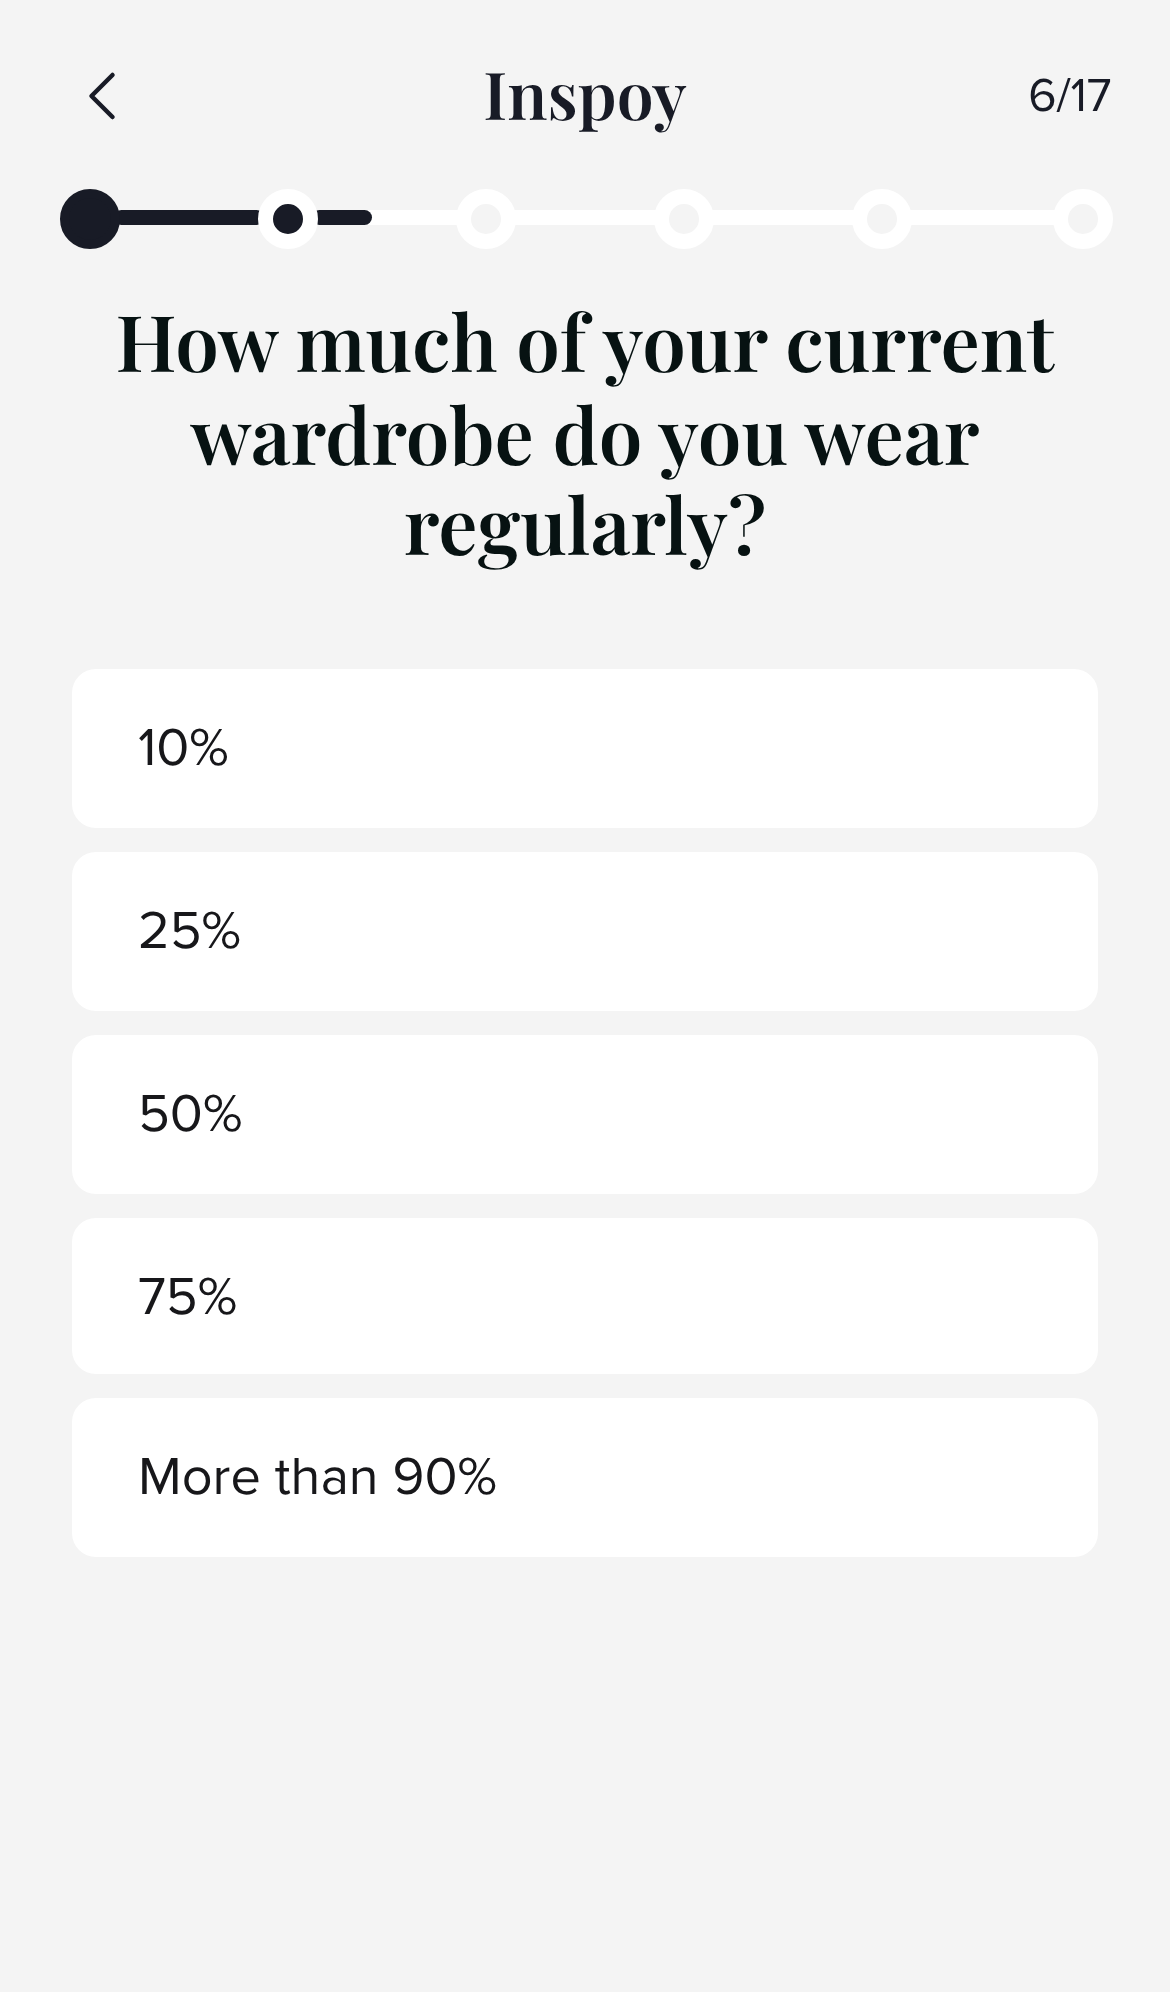 Inspoy
6/17
How much of your current
wardrobe do you wear
regularly?
10%
25%
50%
75%
More than 90%